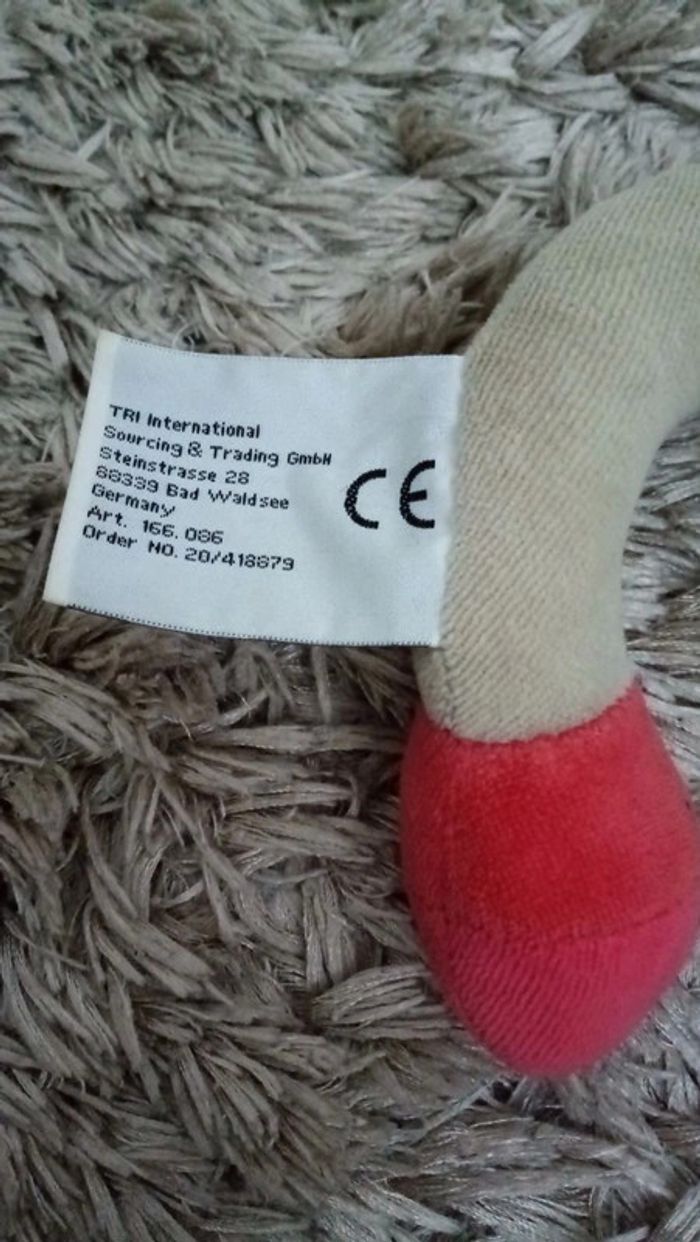 TRI International
Sourcing & Trading GmbH
Steinstrasse 28
88339 Bad Waldsee
Germany
Art. 166.086
Order NO. 20/418879
CE